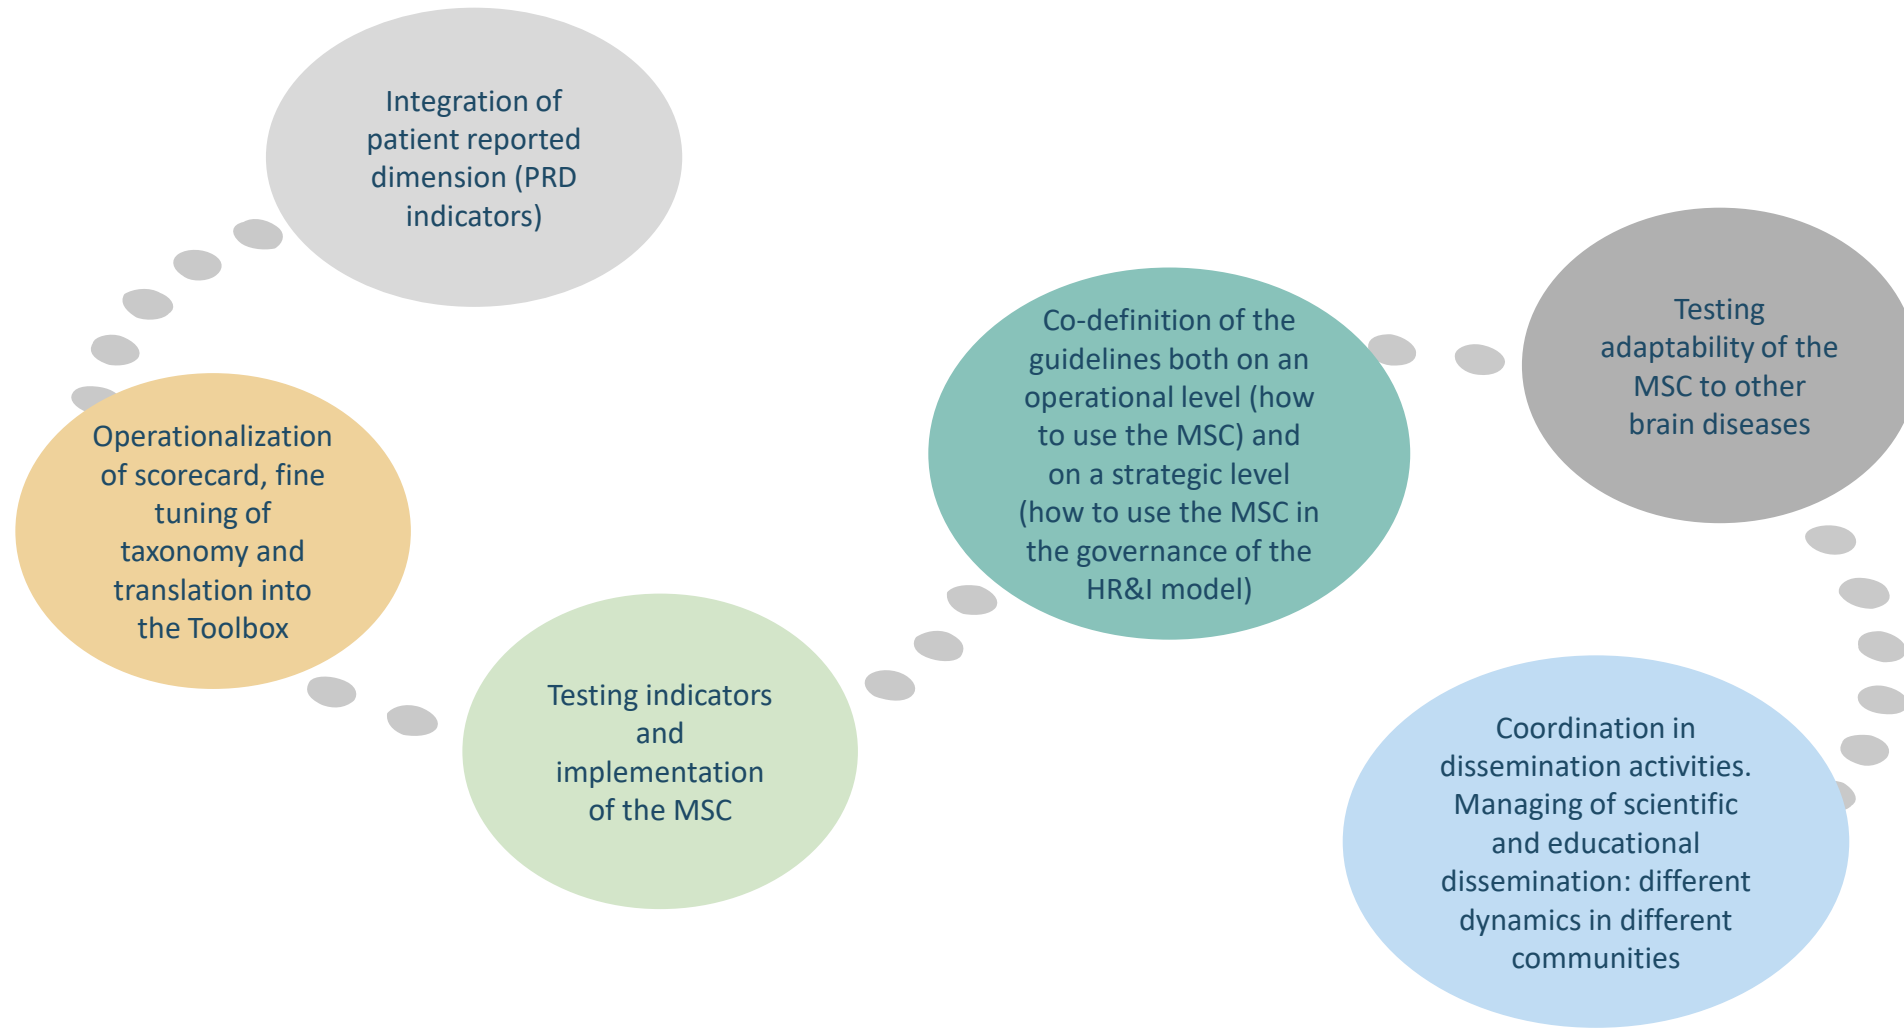 Integration of
patient reported
dimension (PRD
indicators)
Operationalization
of scorecard, fine
tuning of
taxonomy and
translation into
the Toolbox
Testing indicators
and
implementation
of the MSC
Co-definition of the
guidelines both on an
operational level (how
to use the MSC) and
on a strategic level
(how to use the MSC in
the governance of the
HR&I model)
Testing
adaptability of the
MSC to other
brain diseases
Coordination in
dissemination activities.
Managing of scientific
and educational
dissemination: different
dynamics in different
communities